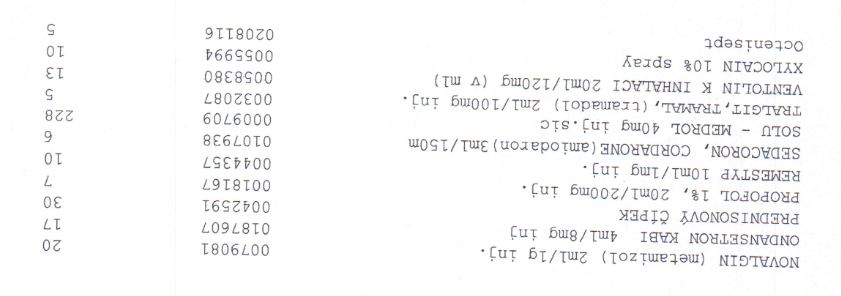 NOVALGIN (metamizol) 2ml/1g inj. 0079081 20
ONDANSETRON KABI 4ml/8mg inj 0187607 17
PREDNISONOVÝ ČÍPEK 0042591 30
PROPOFOL 1%, 20ml/200mg inj. 0018167 7
REMESTYP 10ml/1mg inj. 0044357 10
SEDACORON, CORDARONE(amiodaron)3ml/150m 0107938 6
SOLU - MEDROL 40mg inj.sic 0009709 228
TRALGIT,TRAMAL,(tramadol) 2ml/100mg inj. 0032087 5
VENTOLIN K INHALACI 20ml/120mg (v ml) 0058380 13
XYLOCAIN 10% spray 0055994 10
Octenisept 0208116 5